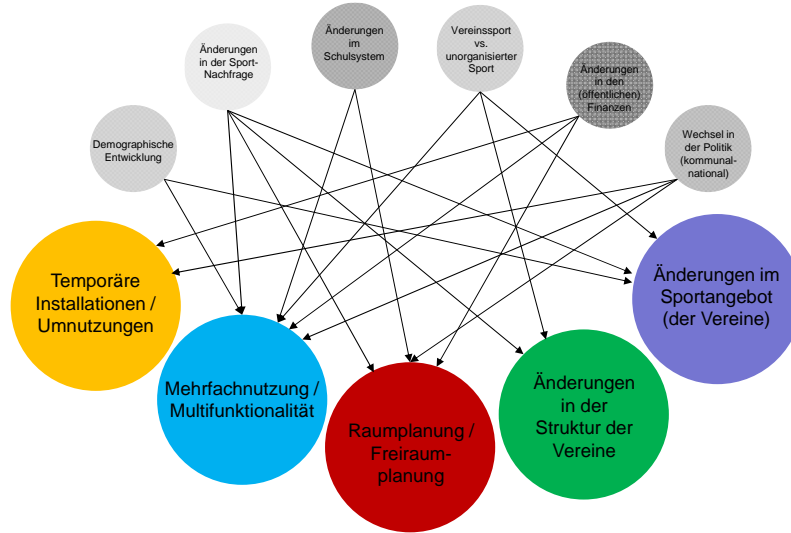 Änderungen
in der Sport-
Nachfrage
Änderungen
im
Schulsystem
Vereinssport
vs.
unorganisierter
Sport
Änderungen
in den
(öffentlichen)
Finanzen
Demographische
Entwicklung
Wechsel in
der Politik
(kommunal-
national)
Temporäre
Installationen /
Umnutzungen
Mehrfachnutzung /
Multifunktionalität
Raumplanung /
Freiraum-
planung
Änderungen
in der
Struktur der
Vereine
Änderungen im
Sportangebot
(der Vereine)